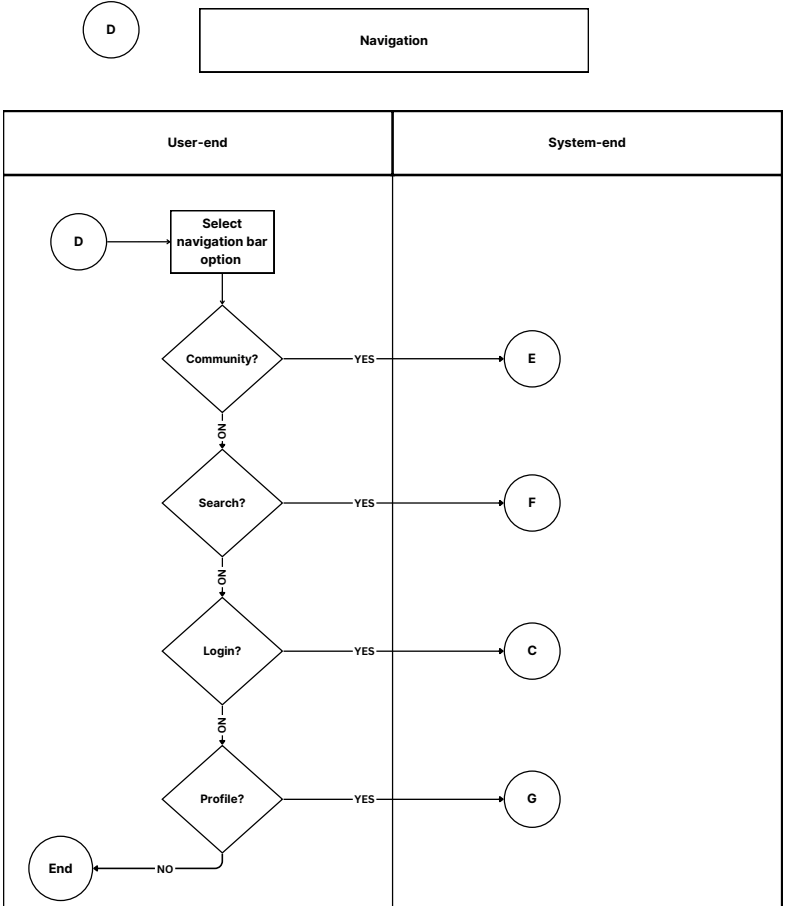 D
Navigation
User-end
System-end
D
Select
navigation bar
option
Community?
YES
E
NO
Search?
YES
F
NO
Login?
YES
C
NO
Profile?
YES
G
NO
End